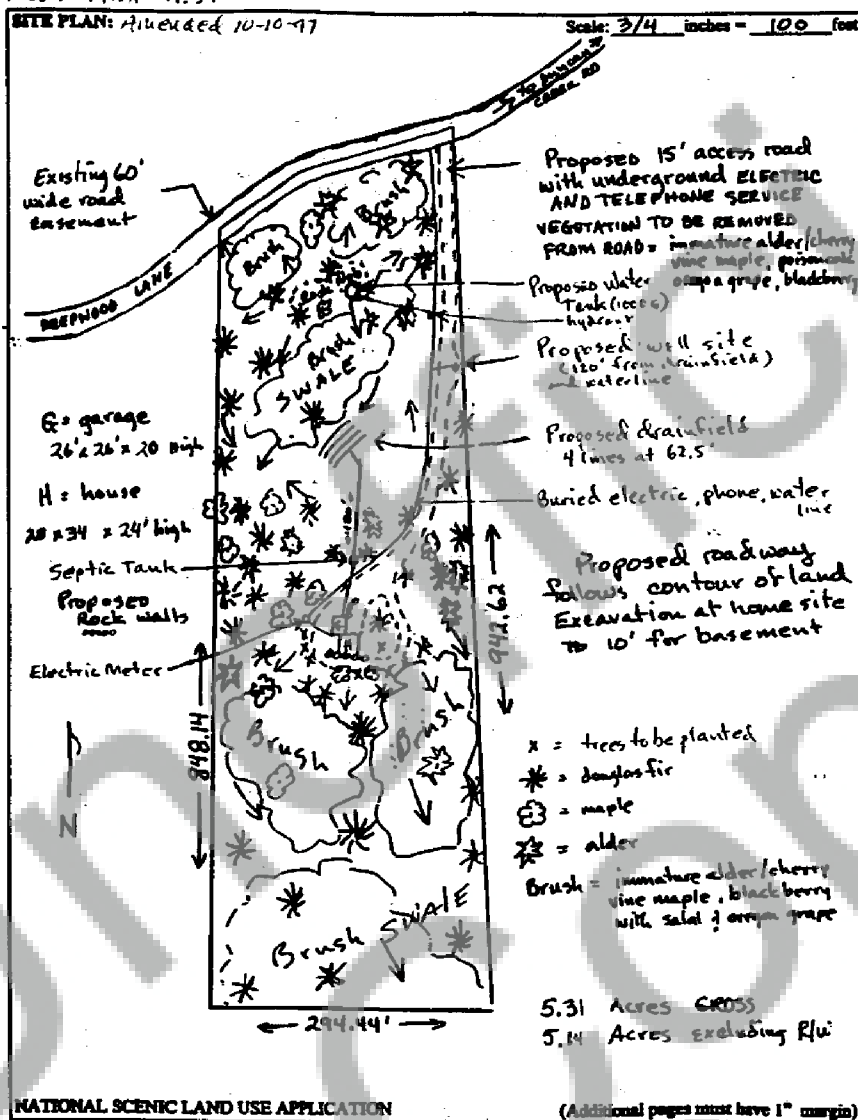 SITE PLAN: Amended 10-10-97
Scale: 3/4 inches = 100 feet
To Duncan
Creek Rd
Existing 60'
wide road
easement
DEEPWOOD LANE
Proposed 15' access road
with underground ELECTRIC
AND TELEPHONE SERVICE
VEGETATION TO BE REMOVED
FROM ROAD = immature alder/cherry
vine maple, poison oak
oregon grape, blackberry
Proposed Water
Tank
hydrant
Proposed well site
(120' from drainfield)
and waterline
Proposed drainfield
4 lines at 62.5'
Buried electric, phone, water
line
Brush
Brush
Brush
SWALE
G = garage
26' x 26' x 20 High
H = house
28 x 34 x 24' high
Septic Tank
Proposed
Rock walls
Electric Meter
Proposed roadway
follows contour of land
Excavation at home site
10' for basement
942.62
848.14
N
Brush
Brush
x = trees to be planted
= douglas fir
= maple
= alder
Brush = immature alder/cherry
vine maple, blackberry
with salal & oregon grape
Brush SWALE
294.44'
5.31 Acres GROSS
5.14 Acres excluding R/W
NATIONAL SCENIC LAND USE APPLICATION
(Additional pages must have 1" margin)